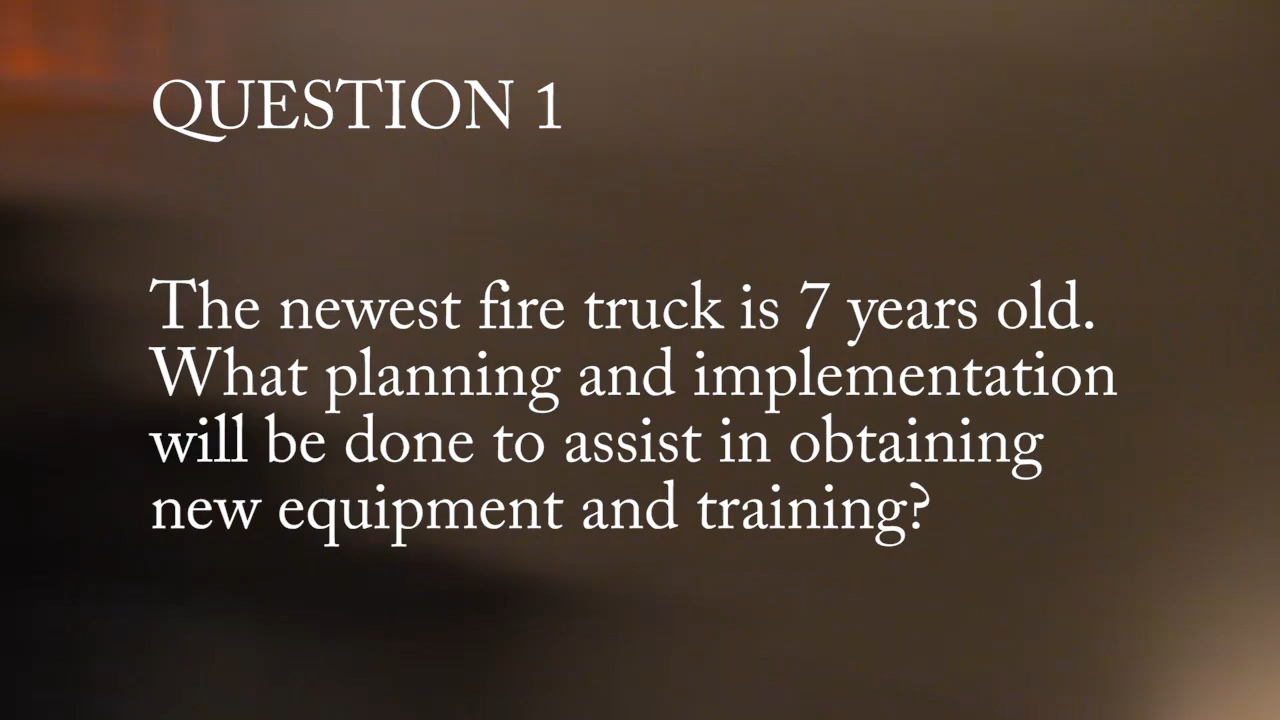 QUESTION 1
The newest fire truck is 7 years old.
What planning and implementation
will be done to assist in obtaining
new equipment and training?